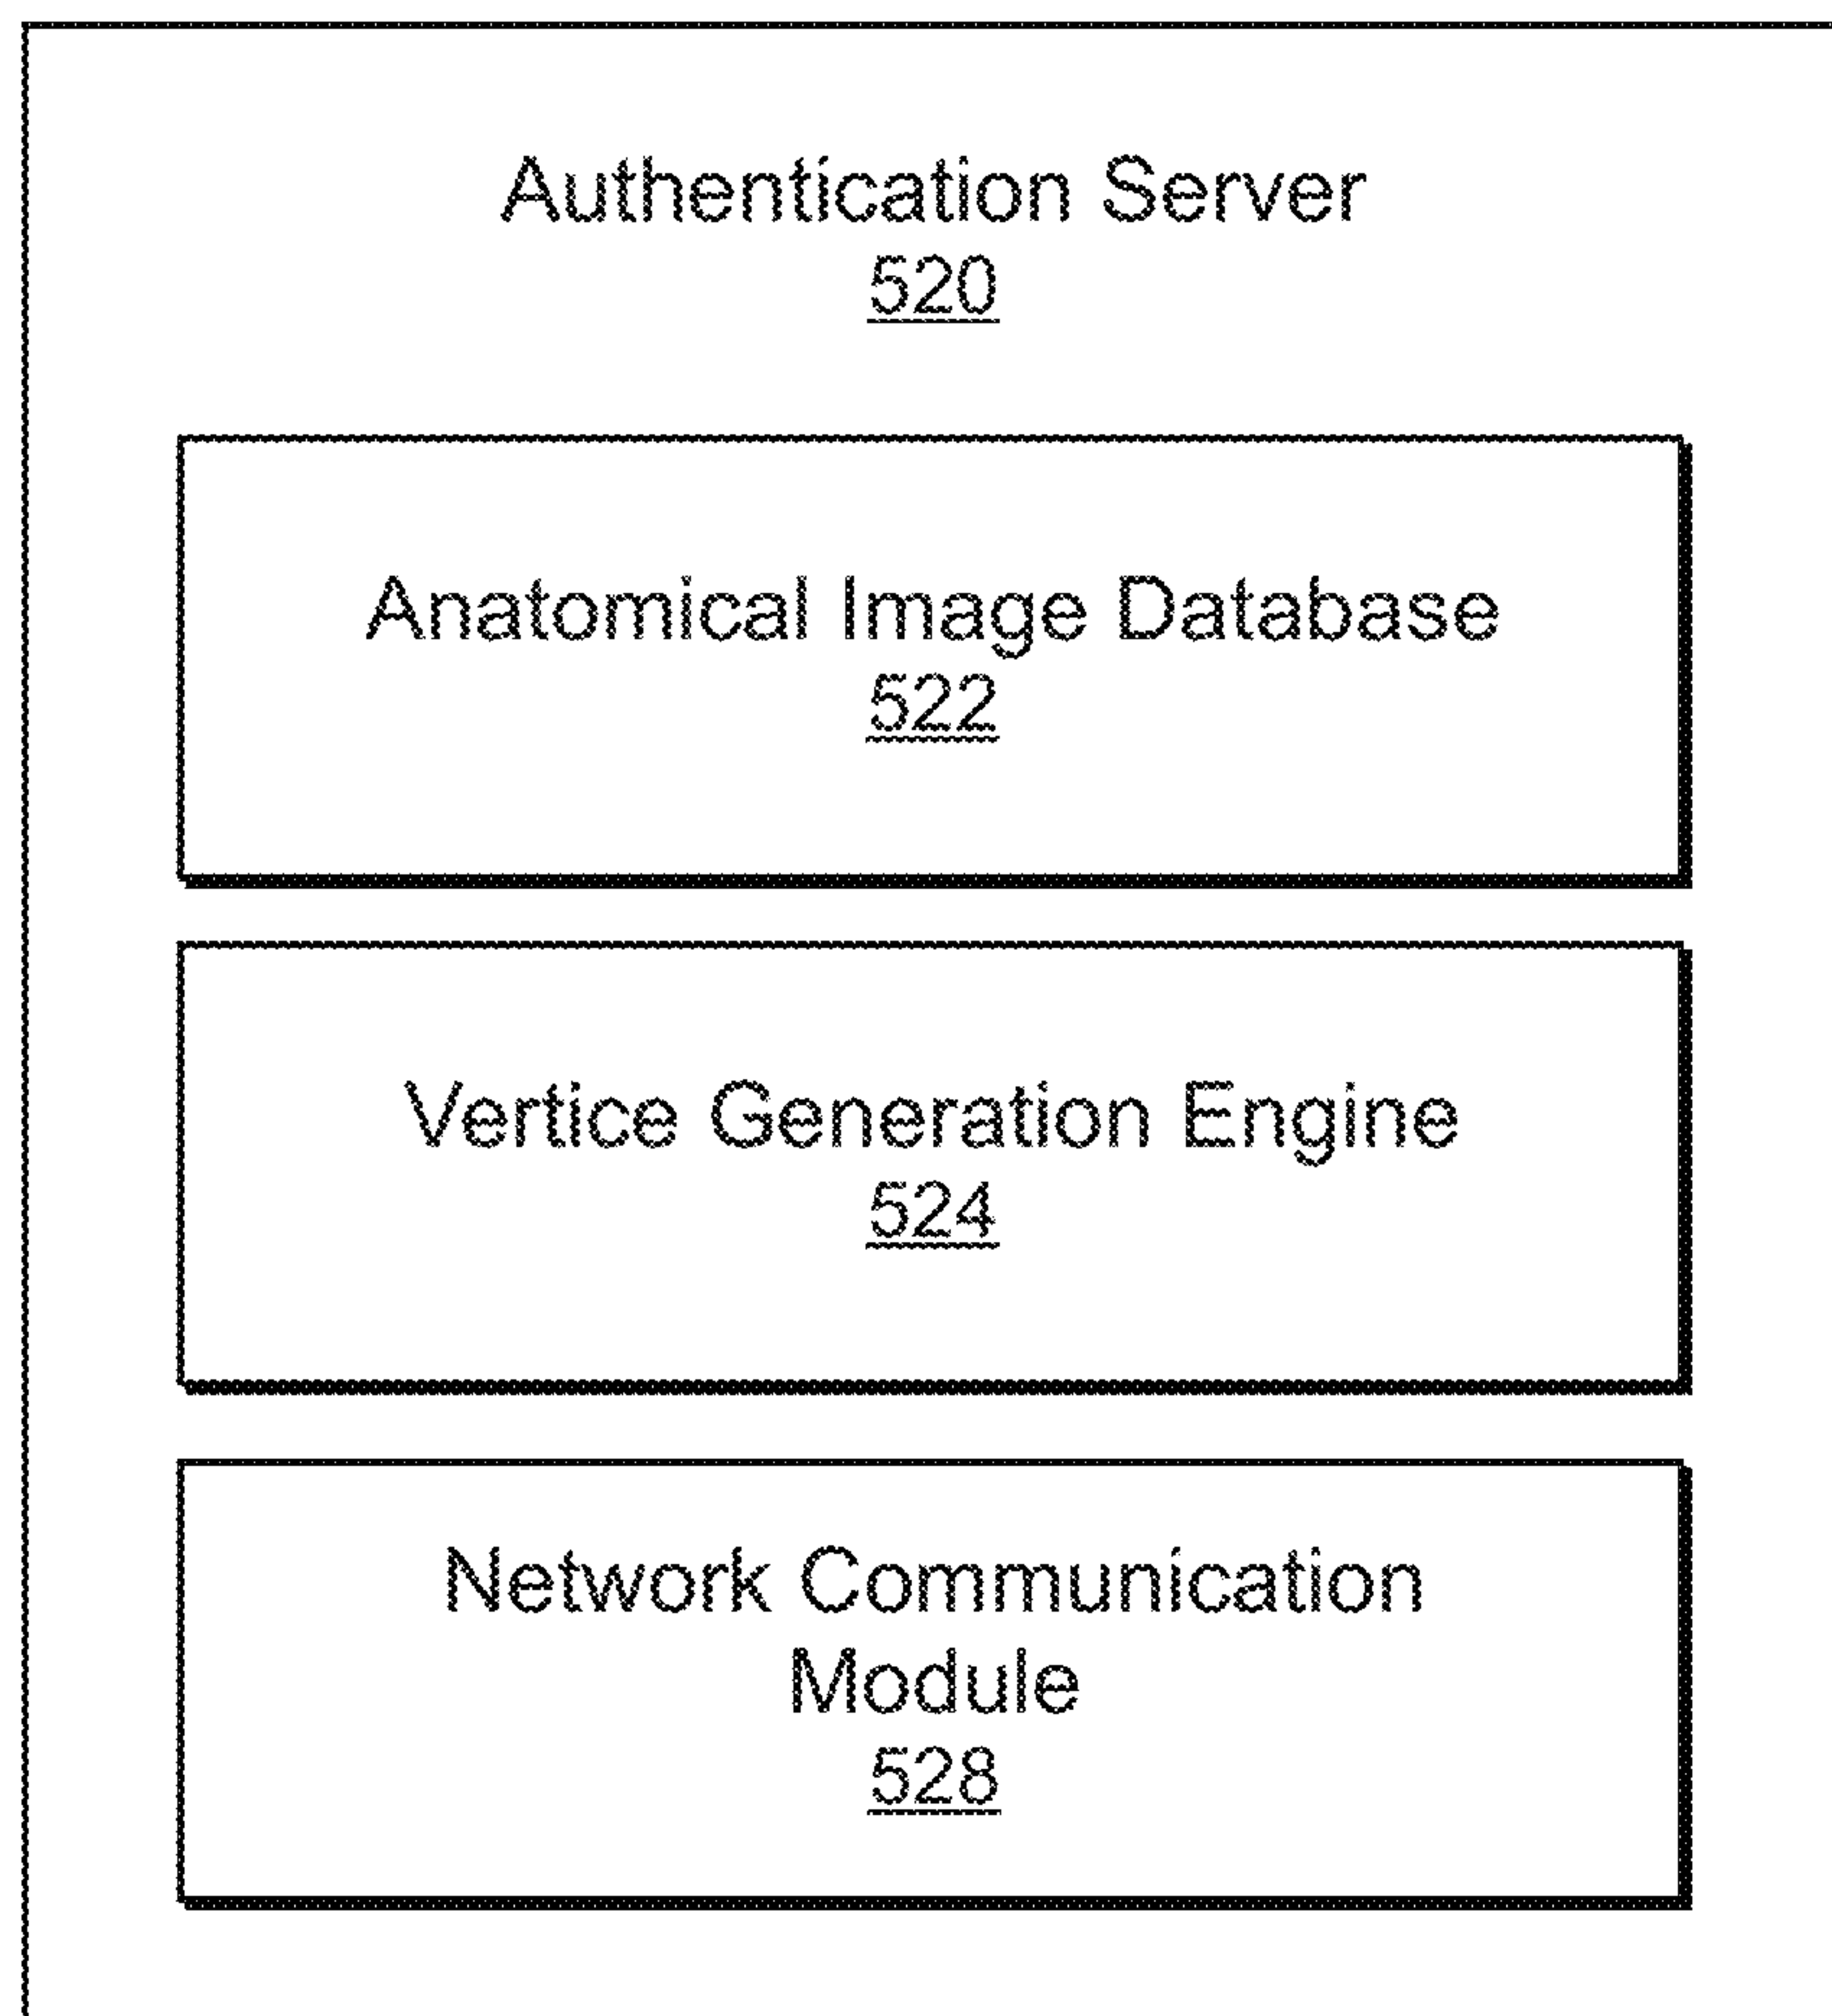 Authentication Server
520
Anatomical Image Database
522
Vertice Generation Engine
524
Network Communication
Module
528